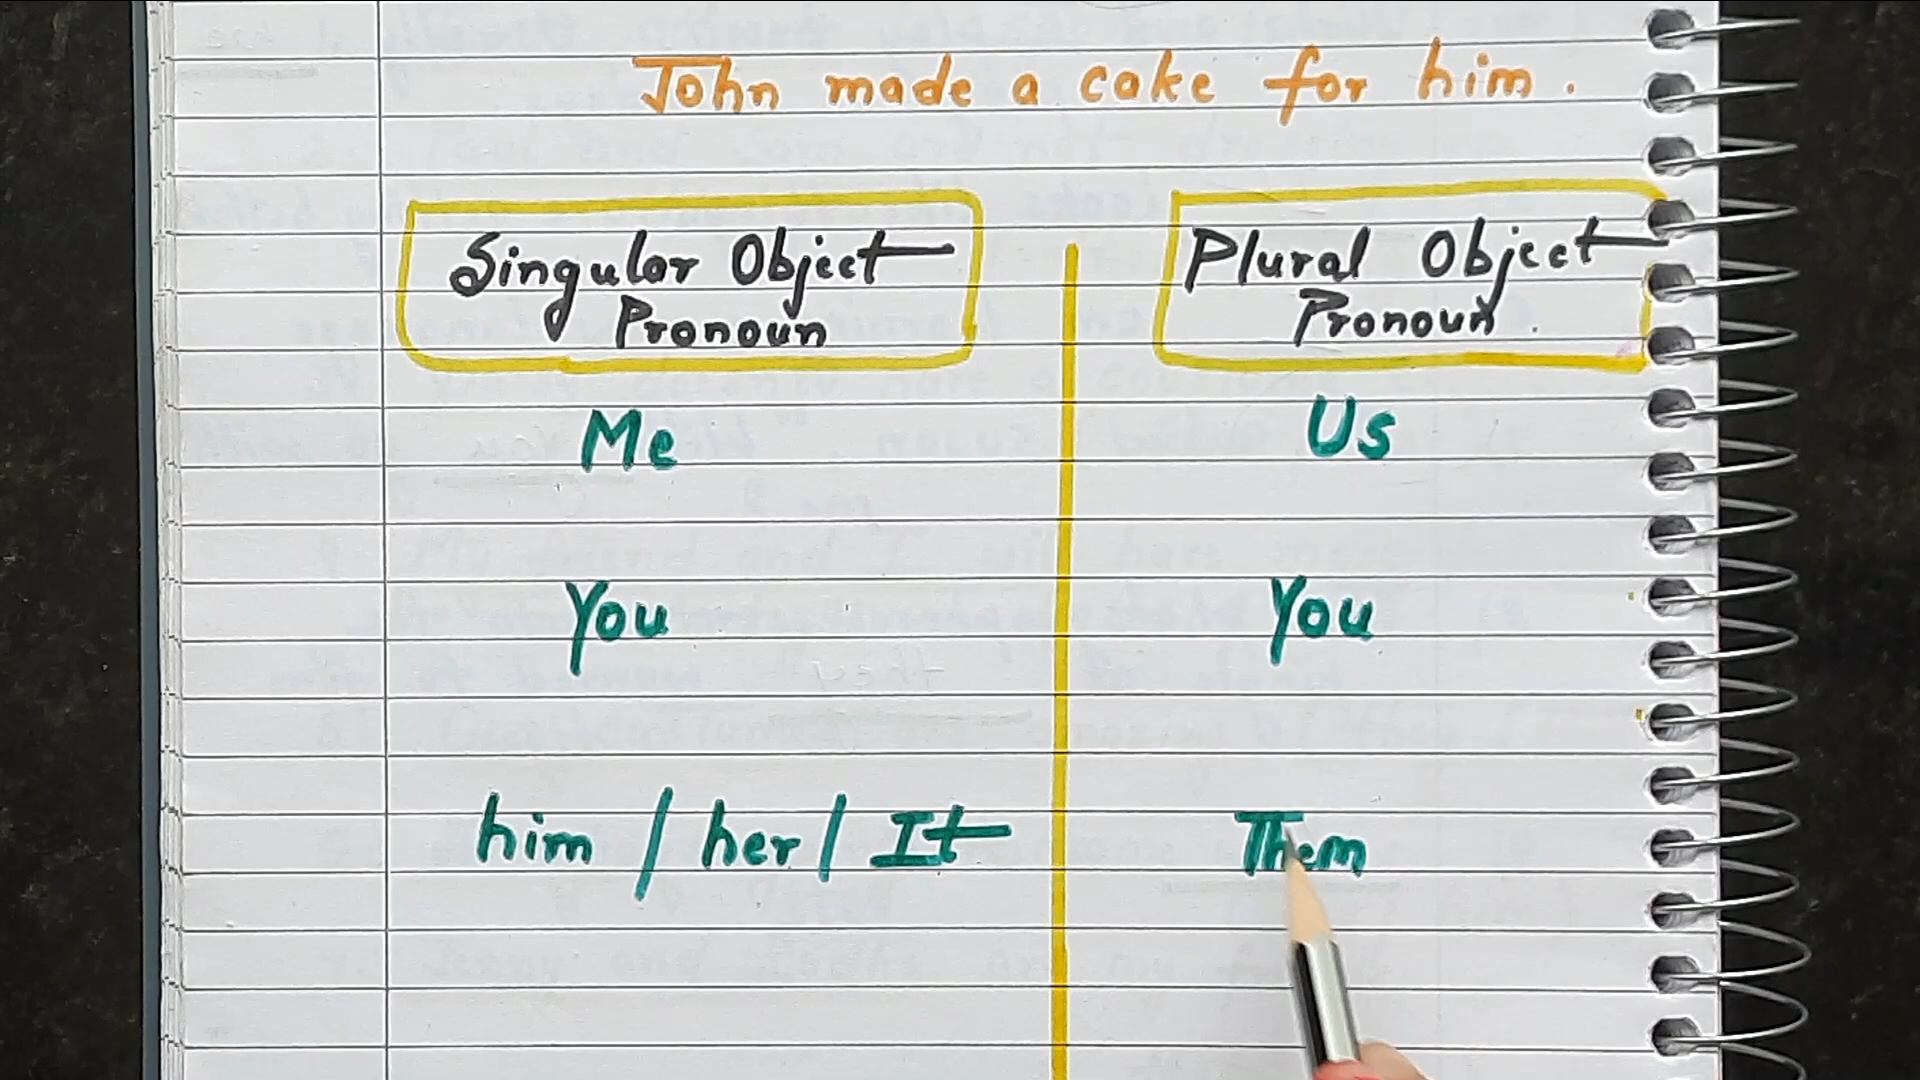 John made a cake for him.
Singular Object
Pronoun
Plural Object
Pronoun.
Me
Us
You
You
him / her / It
Them